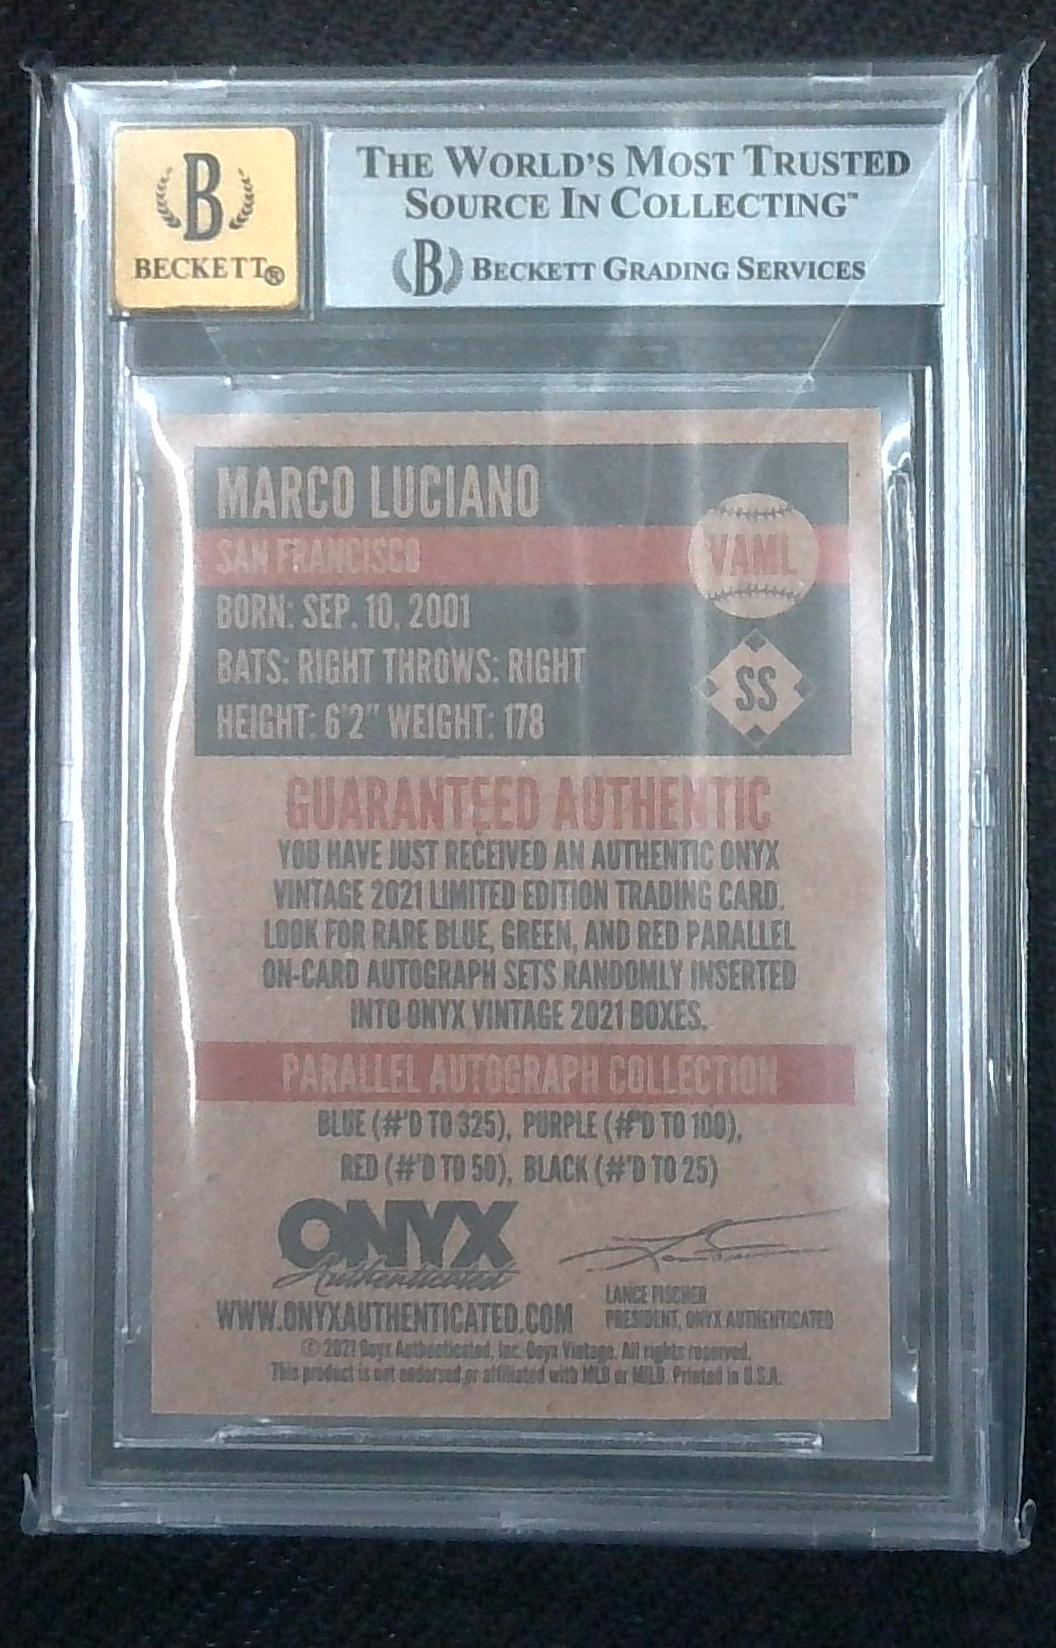 B
BECKETT®
THE WORLD'S MOST TRUSTED
SOURCE IN COLLECTING™
B BECKETT GRADING SERVICES
MARCO LUCIANO
SAN FRANCISCO
VAML
BORN: SEP. 10, 2001
BATS: RIGHT THROWS: RIGHT
SS
HEIGHT: 6'2" WEIGHT: 178
GUARANTEED AUTHENTIC
YOU HAVE JUST RECEIVED AN AUTHENTIC ONYX
VINTAGE 2021 LIMITED EDITION TRADING CARD.
LOOK FOR RARE BLUE, GREEN, AND RED PARALLEL
ON-CARD AUTOGRAPH SETS RANDOMLY INSERTED
INTO ONYX VINTAGE 2021 BOXES.
PARALLEL AUTOGRAPH COLLECTION
BLUE (#'D TO 325), PURPLE (#'D TO 100),
RED (#'D TO 50), BLACK (#'D TO 25)
ONYX
Authenticated
WWW.ONYXAUTHENTICATED.COM
LANCE FISCHER
PRESIDENT, ONYX AUTHENTICATED
© 2021 Onyx Authenticated, Inc. Onyx Vintage. All rights reserved.
This product is not endorsed or affiliated with MLB or MiLB. Printed in U.S.A.